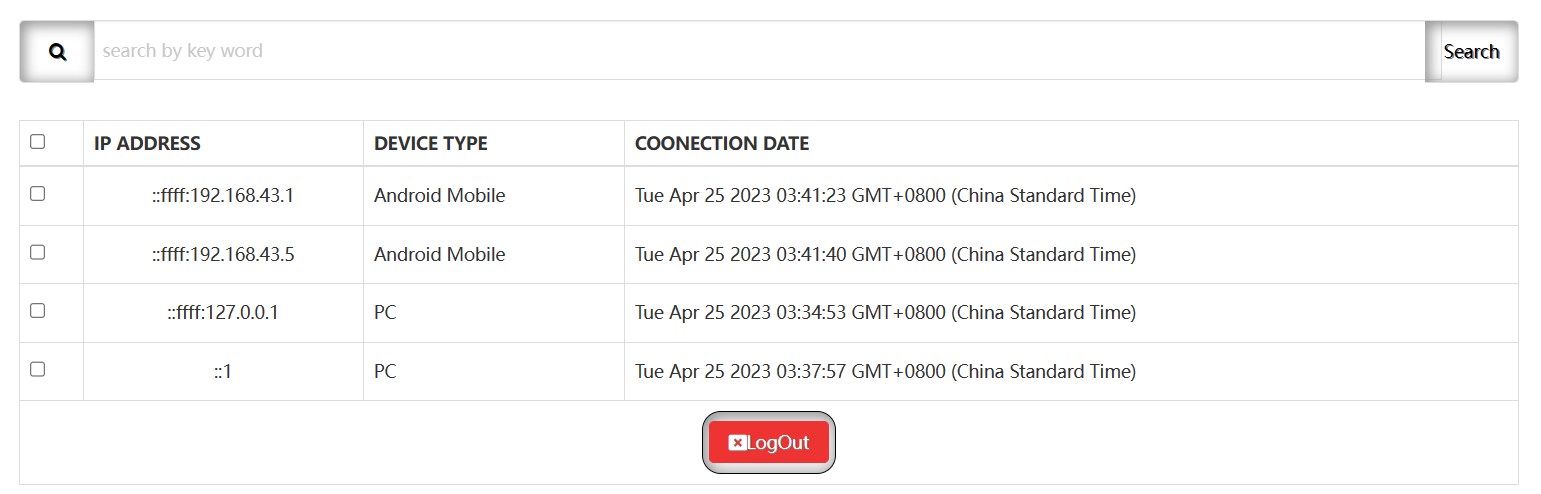 search by key word
Search
IP ADDRESS DEVICE TYPE COONECTION DATE
::ffff:192.168.43.1 Android Mobile Tue Apr 25 2023 03:41:23 GMT+0800 (China Standard Time)
::ffff:192.168.43.5 Android Mobile Tue Apr 25 2023 03:41:40 GMT+0800 (China Standard Time)
::ffff:127.0.0.1 PC Tue Apr 25 2023 03:34:53 GMT+0800 (China Standard Time)
::1 PC Tue Apr 25 2023 03:37:57 GMT+0800 (China Standard Time)
LogOut